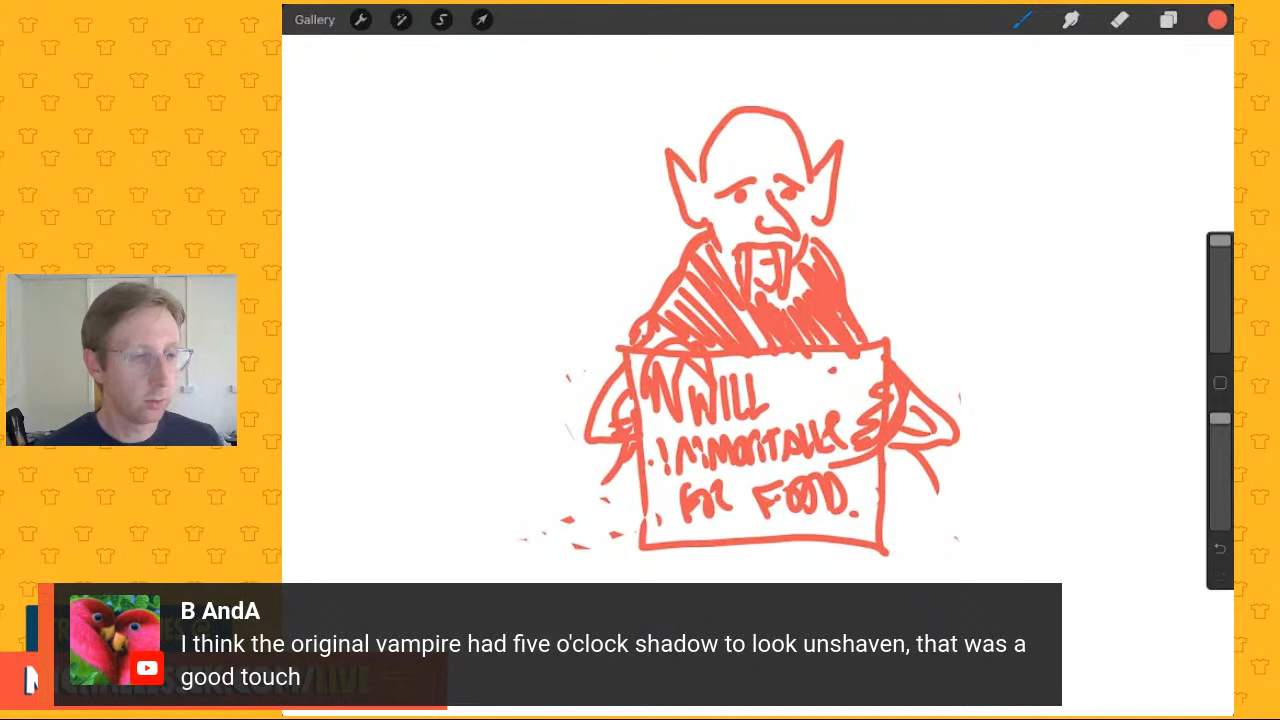 Gallery
WILL
IMMORTALIZE
FOR FOOD.
B AndA
I think the original vampire had five o'clock shadow to look unshaven, that was a
good touch